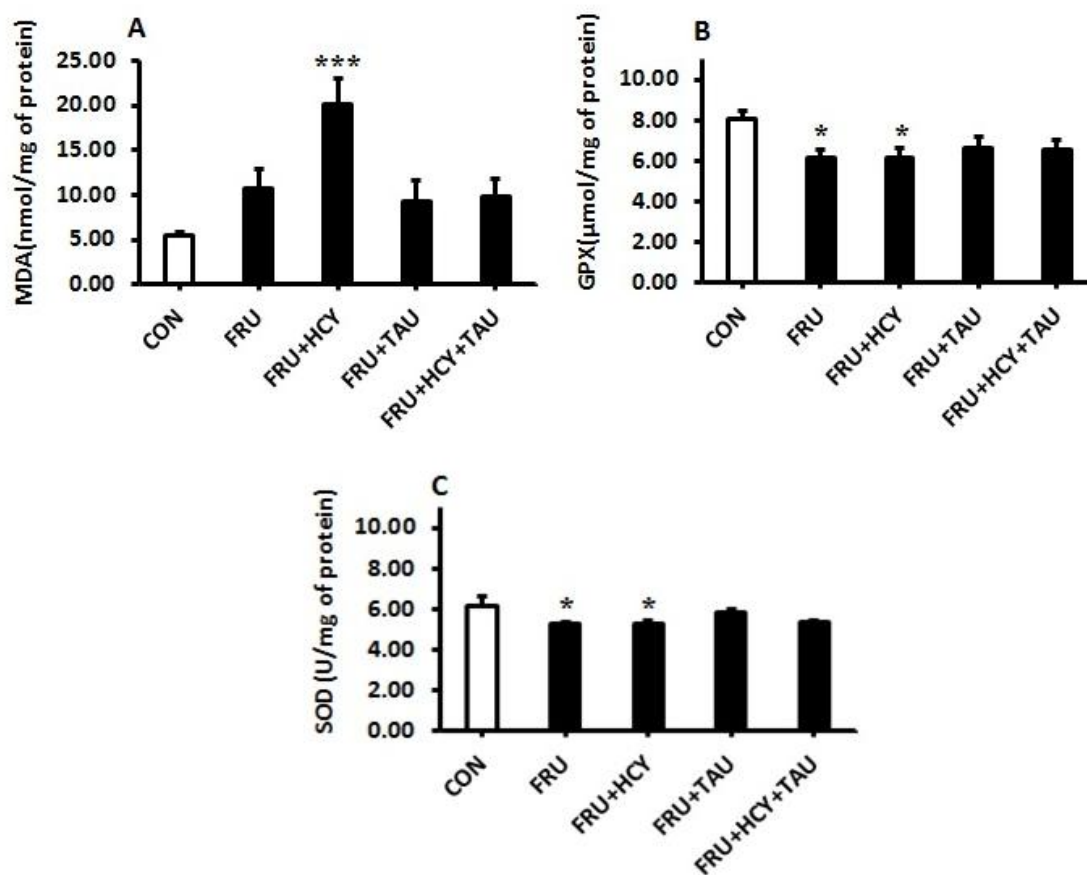 A
MDA(nmol/mg of protein)
25.00
20.00
15.00
10.00
5.00
0.00
***
CON
FRU
FRU+HCY
FRU+TAU
FRU+HCY+TAU
B
GPX(µmol/mg of protein)
10.00
8.00
6.00
4.00
2.00
0.00
* *
CON
FRU
FRU+HCY
FRU+TAU
FRU+HCY+TAU
C
SOD (U/mg of protein)
10.00
8.00
6.00
4.00
2.00
0.00
* *
CON
FRU
FRU+HCY
FRU+TAU
FRU+HCY+TAU